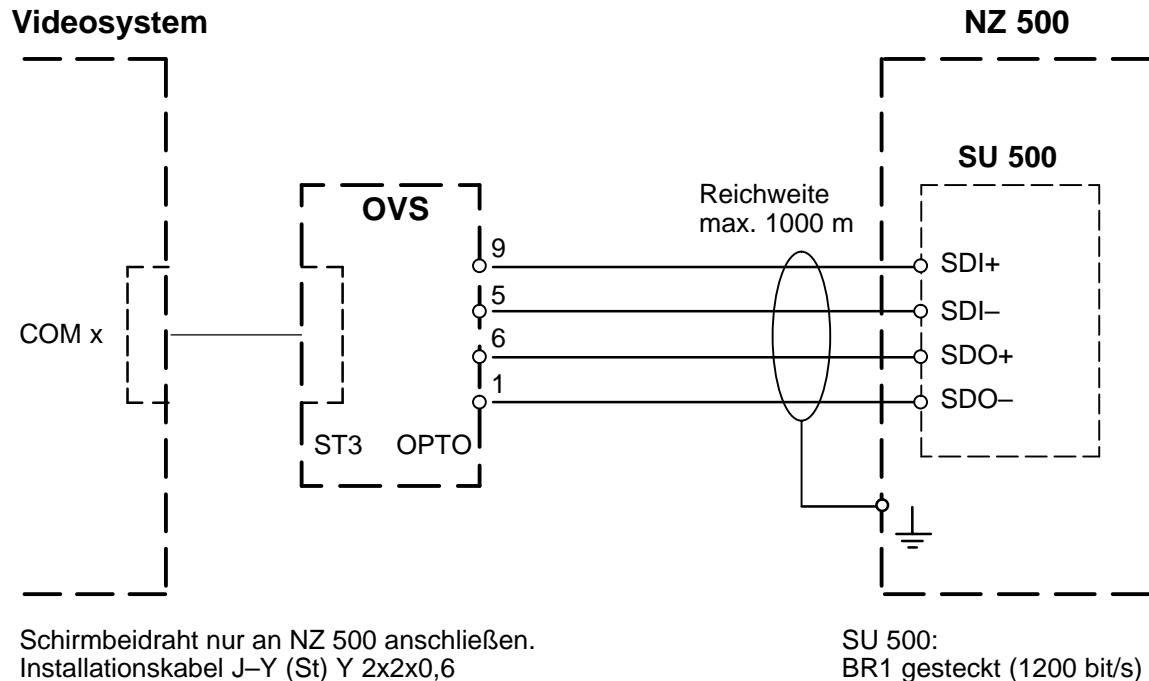 Videosystem
NZ 500
SU 500
Reichweite
max. 1000 m
OVS
9
SDI+
5
SDI–
COM x
6
SDO+
1
SDO–
ST3 OPTO
Schirmbeidraht nur an NZ 500 anschließen.
Installationskabel J–Y (St) Y 2x2x0,6
SU 500:
BR1 gesteckt (1200 bit/s)